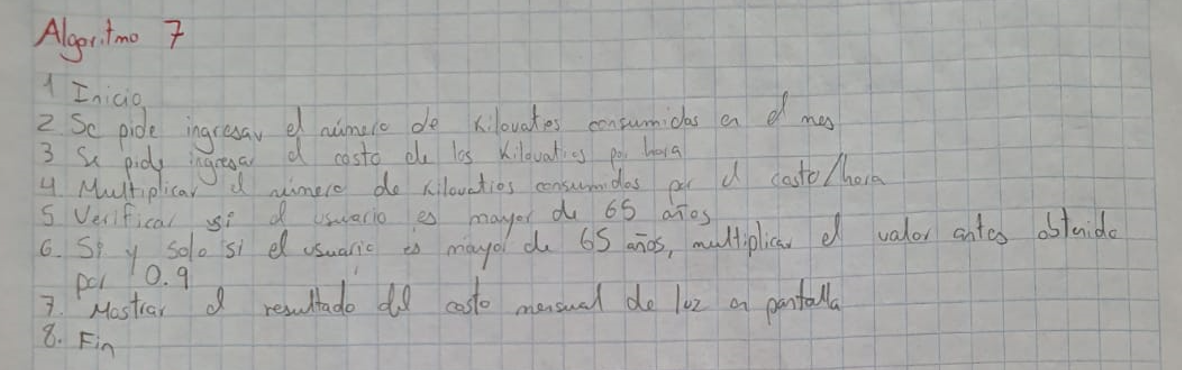 Algoritmo 7
1 Inicio
2 Se pide ingresar el número de Kilovatios consumidos en el mes
3 Se pide ingresar el costo de los Kilovatios por hora
4 Multiplicar el número de Kilovatios consumidos por el costo/hora
5 Verificar si el usuario es mayor de 65 años
6. Si y solo si el usuario es mayor de 65 años, multiplicar el valor antes obtenido
por 0.9
7. Mostrar el resultado del costo mensual de luz en pantalla
8. Fin